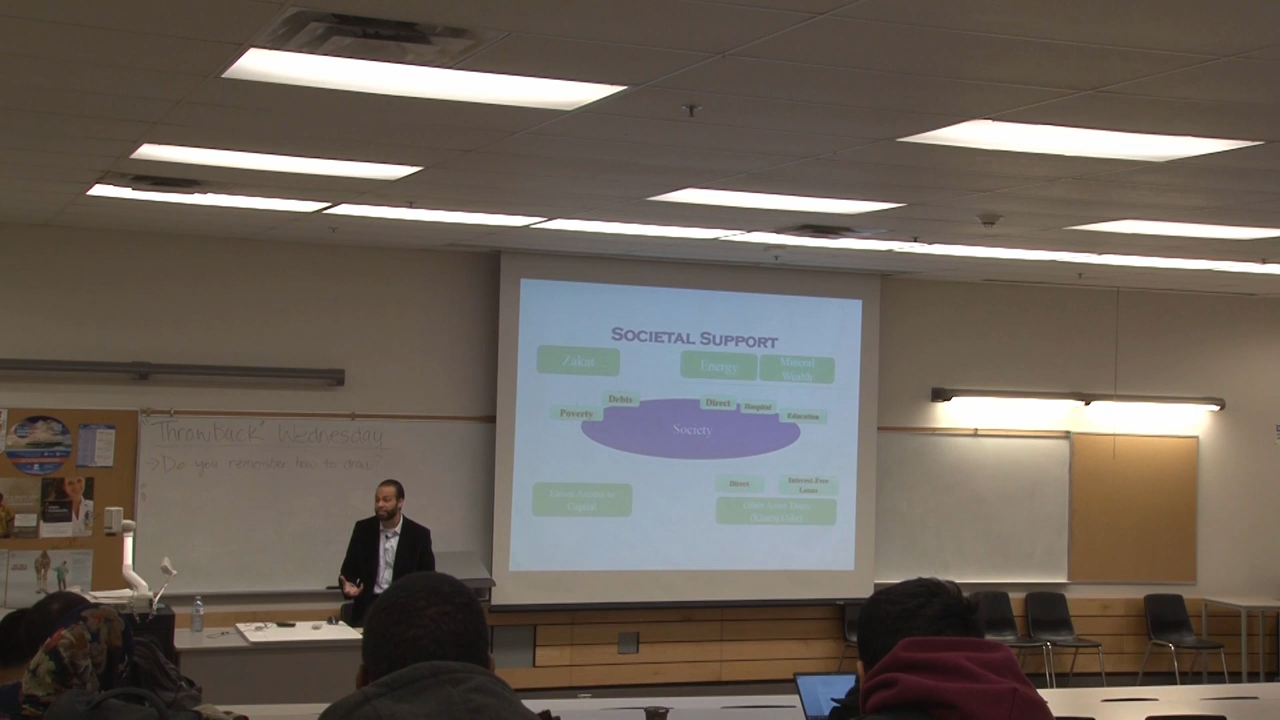 "Throwback" Wednesday
→Do you remember how to draw?
SOCIETAL SUPPORT
Zakat
Energy
Mineral
Wealth
Debts
Poverty
Direct
Hospital
Education
Society
Direct
Interest-Free
Loans
Capital